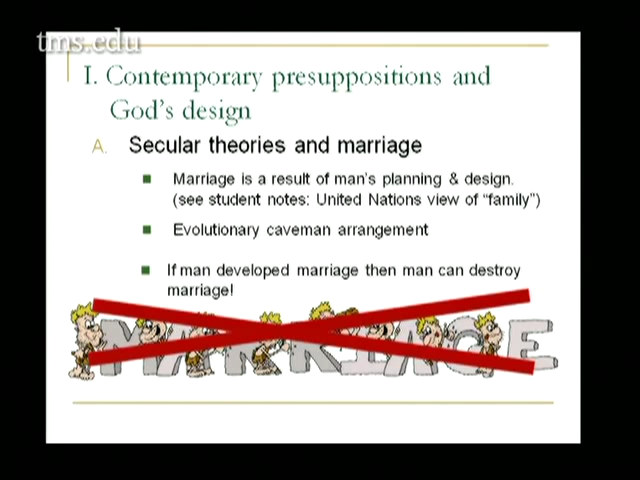 tms.edu
I. Contemporary presuppositions and
God's design
A. Secular theories and marriage
Marriage is a result of man's planning & design.
(see student notes: United Nations view of "family")
Evolutionary caveman arrangement
If man developed marriage then man can destroy
marriage!
MARRIAGE